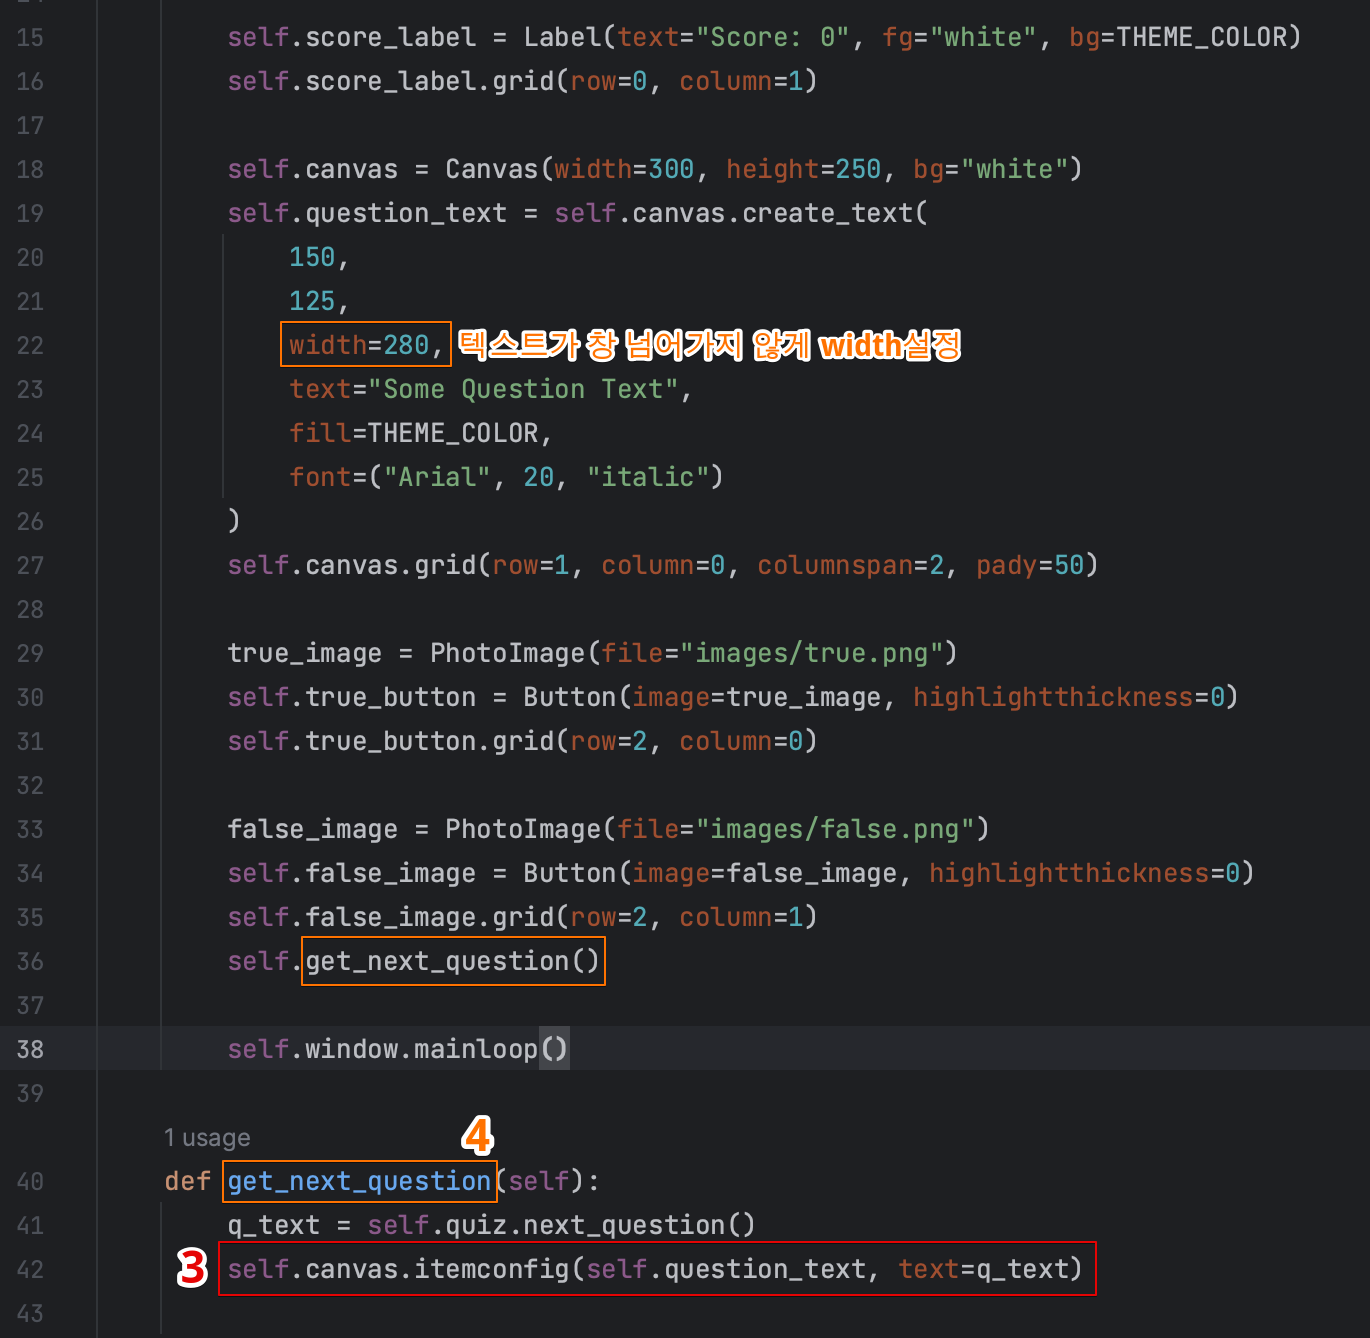 15 self.score_label = Label(text="Score: 0", fg="white", bg=THEME_COLOR)
16 self.score_label.grid(row=0, column=1)
17
18 self.canvas = Canvas(width=300, height=250, bg="white")
19 self.question_text = self.canvas.create_text(
20 150,
21 125,
22 width=280, 텍스트가 창 넘어가지 않게 width설정
23 text="Some Question Text",
24 fill=THEME_COLOR,
25 font=("Arial", 20, "italic")
26 )
27 self.canvas.grid(row=1, column=0, columnspan=2, pady=50)
28
29 true_image = PhotoImage(file="images/true.png")
30 self.true_button = Button(image=true_image, highlightthickness=0)
31 self.true_button.grid(row=2, column=0)
32
33 false_image = PhotoImage(file="images/false.png")
34 self.false_image = Button(image=false_image, highlightthickness=0)
35 self.false_image.grid(row=2, column=1)
36 self.get_next_question()
37
38 self.window.mainloop()
39
1 usage 4
40 def get_next_question(self):
41 q_text = self.quiz.next_question()
42 3 self.canvas.itemconfig(self.question_text, text=q_text)
43